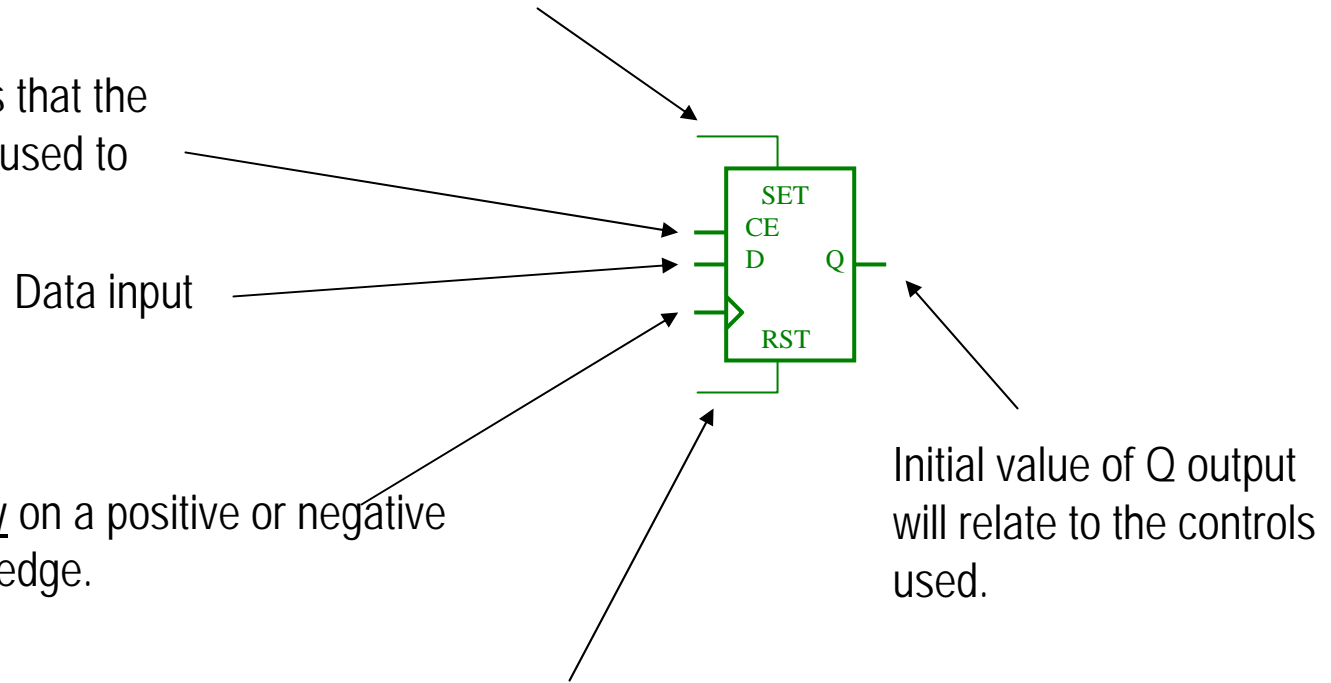 that the
used to
SET
CE
D Q
Data input
RST
Initial value of Q output
on a positive or negative
will relate to the controls
edge.
used.